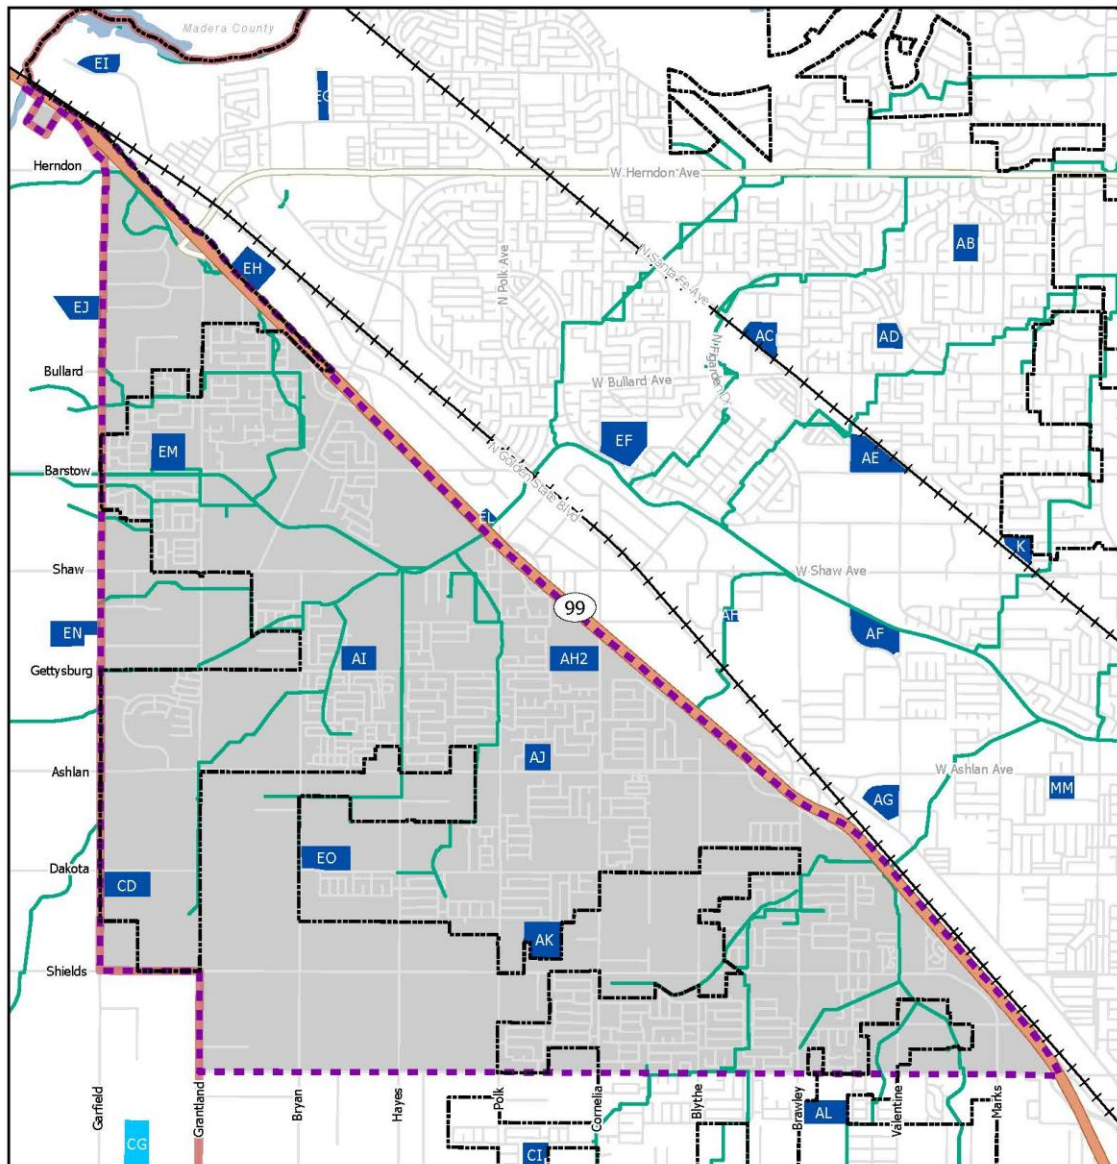 Madera County
EI
EG
Herndon
W Herndon Ave
AB
EH
N Santa Fe Ave
N Polk Ave
EJ
AC
AD
N Figarden Dr
Bullard
W Bullard Ave
EM
EF
AE
Barstow
N Golden State Blvd
EL
K
Shaw
W Shaw Ave
99
AH
EN
AF
AI
AH2
Gettysburg
AJ
Ashlan
W Ashlan Ave
MM
AG
EO
Dakota
CD
AK
Shields
Garfield
Grantland
Bryan
Hayes
Polk
Cornelia
Blythe
Brawley
Valentine
Marks
AL
CG
CI